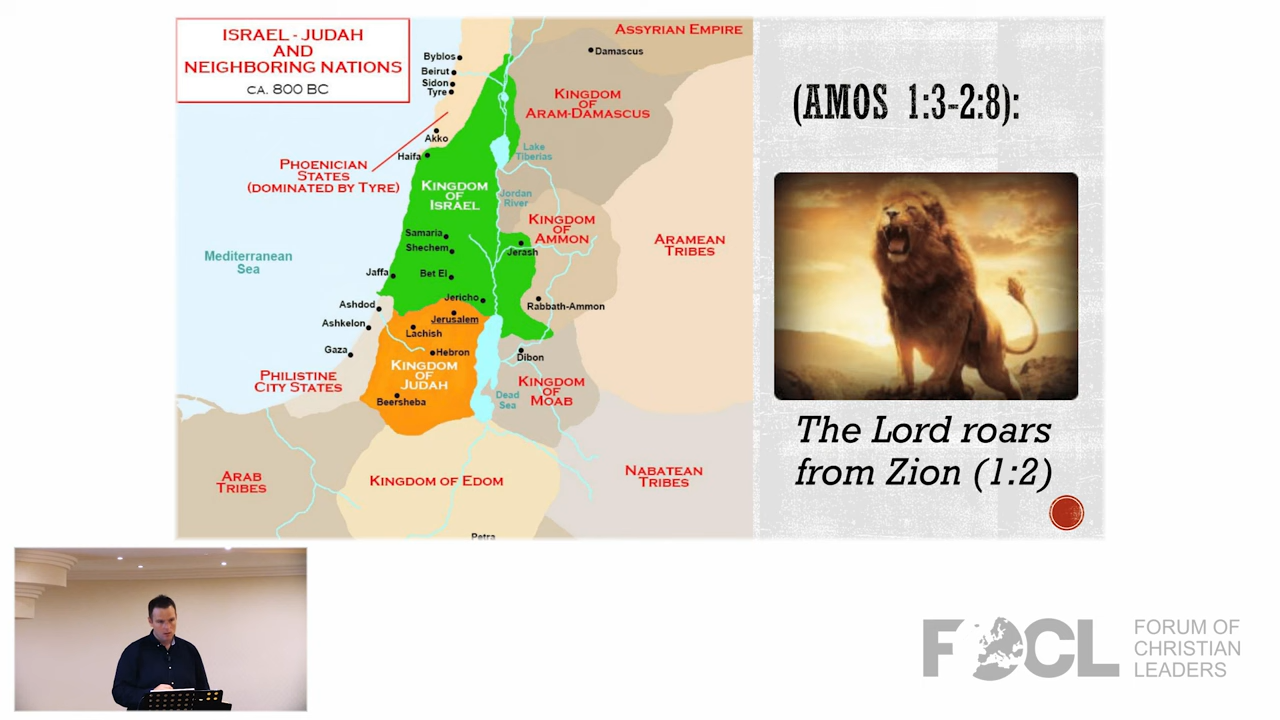 ISRAEL - JUDAH
AND
NEIGHBORING NATIONS
CA. 800 BC
ASSYRIAN EMPIRE
Damascus
Byblos
Beirut
Sidon
Tyre
KINGDOM
OF
ARAM-DAMASCUS
Akko
Haifa
Lake
Tiberias
PHOENICIAN
STATES
(DOMINATED BY TYRE)
KINGDOM
OF
ISRAEL
Jordan
River
KINGDOM
OF
AMMON
ARAMEAN
TRIBES
Samaria
Shechem
Jerash
Mediterranean
Sea
Jaffa
Bet El
Jericho
Rabbath-Ammon
Ashdod
Jerusalem
Ashkelon
Lachish
Gaza
Hebron
Dibon
PHILISTINE
CITY STATES
KINGDOM
OF
JUDAH
Beersheba
Dead
Sea
KINGDOM
OF
MOAB
ARAB
TRIBES
KINGDOM OF EDOM
NABATEAN
TRIBES
Petra
(AMOS 1:3-2:8):
The Lord roars
from Zion (1:2)
FOCL
FORUM OF
CHRISTIAN
LEADERS